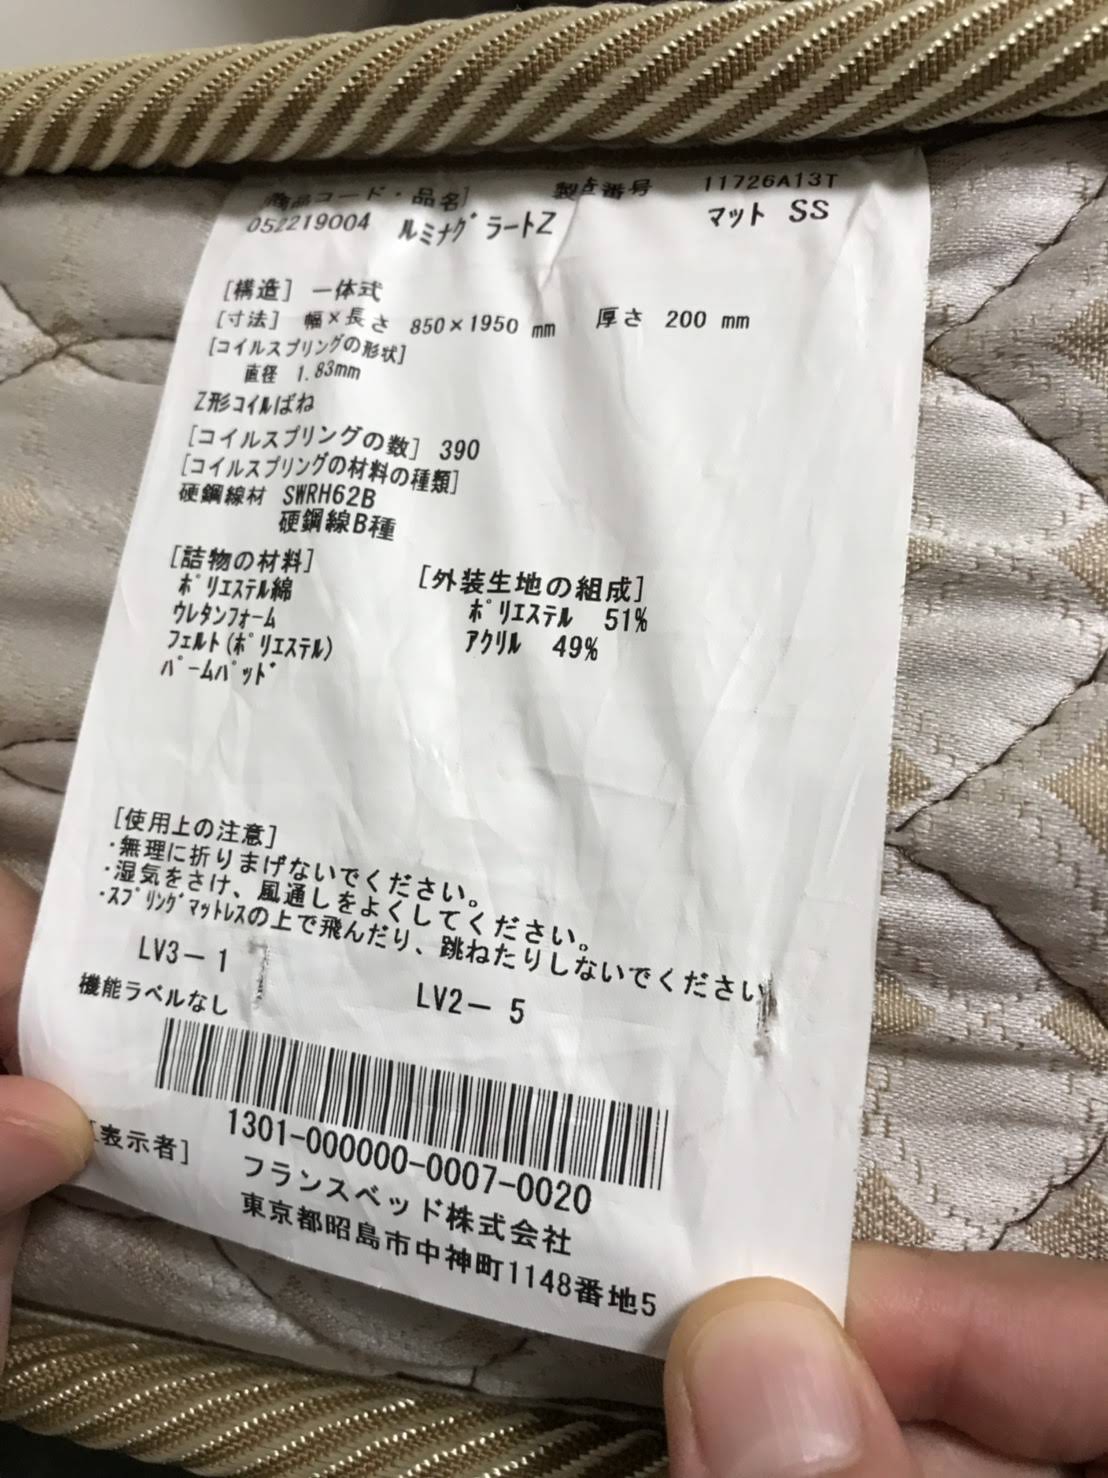 商品コード・品名] 製造番号 11726A13T
052219004 ルミナグラートZ マット SS
[構造] 一体式
[寸法] 幅×長さ 850×1950 mm 厚さ 200 mm
[コイルスプリングの形状]
直径 1.83mm
Z形コイルばね
[コイルスプリングの数] 390
[コイルスプリングの材料の種類]
硬鋼線材 SWRH62B
硬鋼線B種
[詰物の材料]
ポリエステル綿
ウレタンフォーム
フェルト(ポリエステル)
パームパッド
[外装生地の組成]
ポリエステル 51%
アクリル 49%
[使用上の注意]
・無理に折りまげないでください。
・湿気をさけ、風通しをよくしてください。
・スプリングマットレスの上で飛んだり、跳ねたりしないでください
LV3-1 LV2-5
機能ラベルなし
1301-000000-0007-0020
[表示者] フランスベッド株式会社
東京都昭島市中神町1148番地5